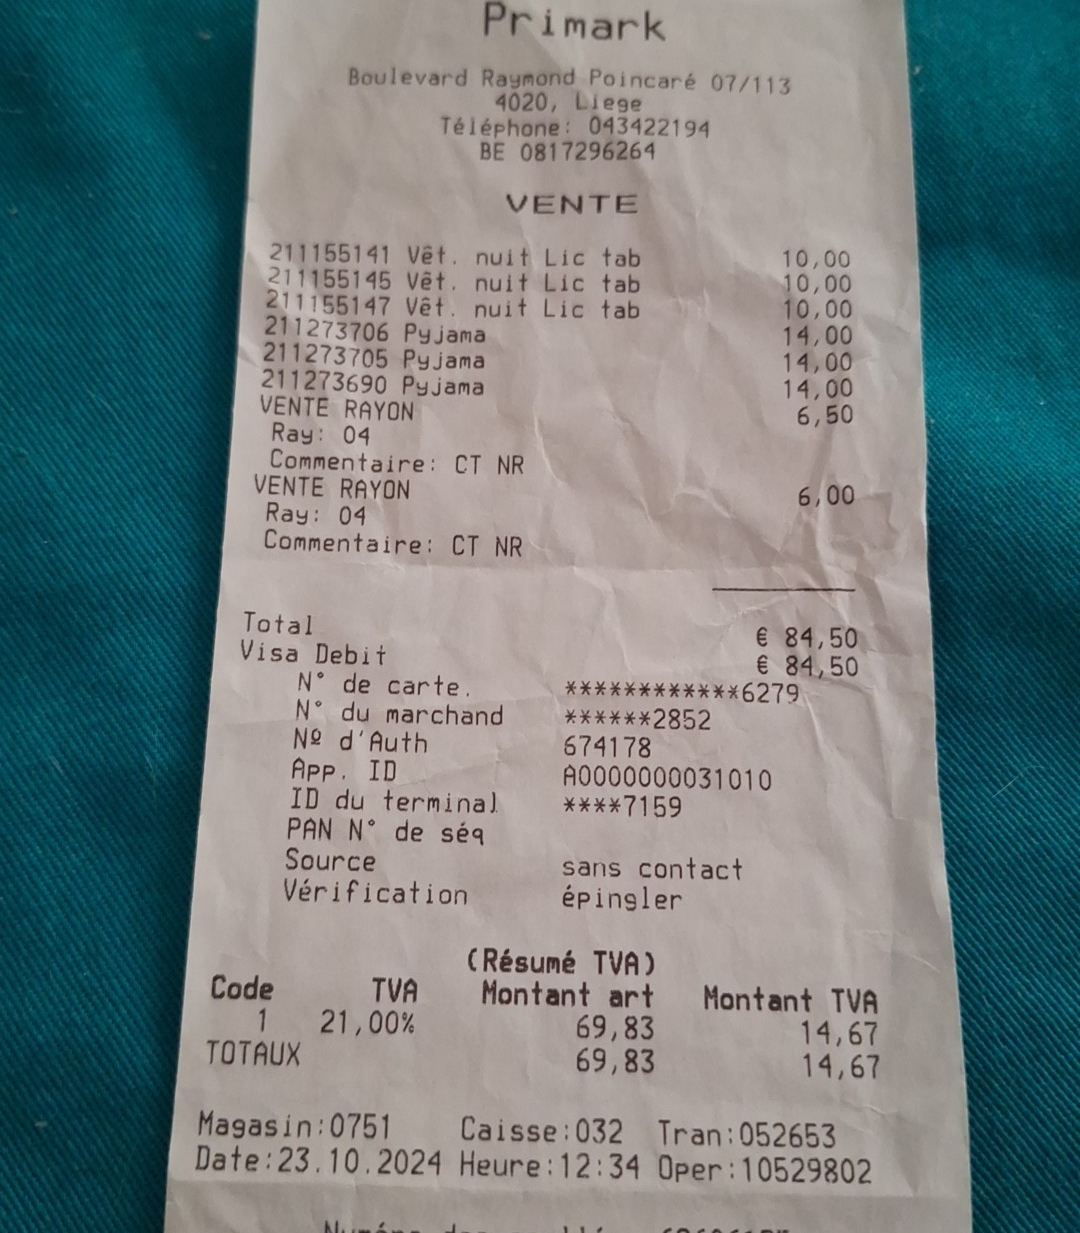 Primark
Boulevard Raymond Poincaré 07/113
4020, Liege
Téléphone: 043422194
BE 0817296264
VENTE
211155141 Vêt. nuit Lic tab 10,00
211155145 Vêt. nuit Lic tab 10,00
211155147 Vêt. nuit Lic tab 10,00
211273706 Pyjama 14,00
211273705 Pyjama 14,00
211273690 Pyjama 14,00
VENTE RAYON 6,50
Ray: 04
Commentaire: CT NR
VENTE RAYON 6,00
Ray: 04
Commentaire: CT NR
Total € 84,50
Visa Debit € 84,50
N° de carte. ************6279
N° du marchand ******2852
Nº d'Auth 674178
App. ID A0000000031010
ID du terminal ****7159
PAN N° de séq
Source sans contact
Vérification épingler
(Résumé TVA)
Code TVA Montant art Montant TVA
1 21,00% 69,83 14,67
TOTAUX 69,83 14,67
Magasin:0751 Caisse:032 Tran:052653
Date:23.10.2024 Heure:12:34 Oper:10529802